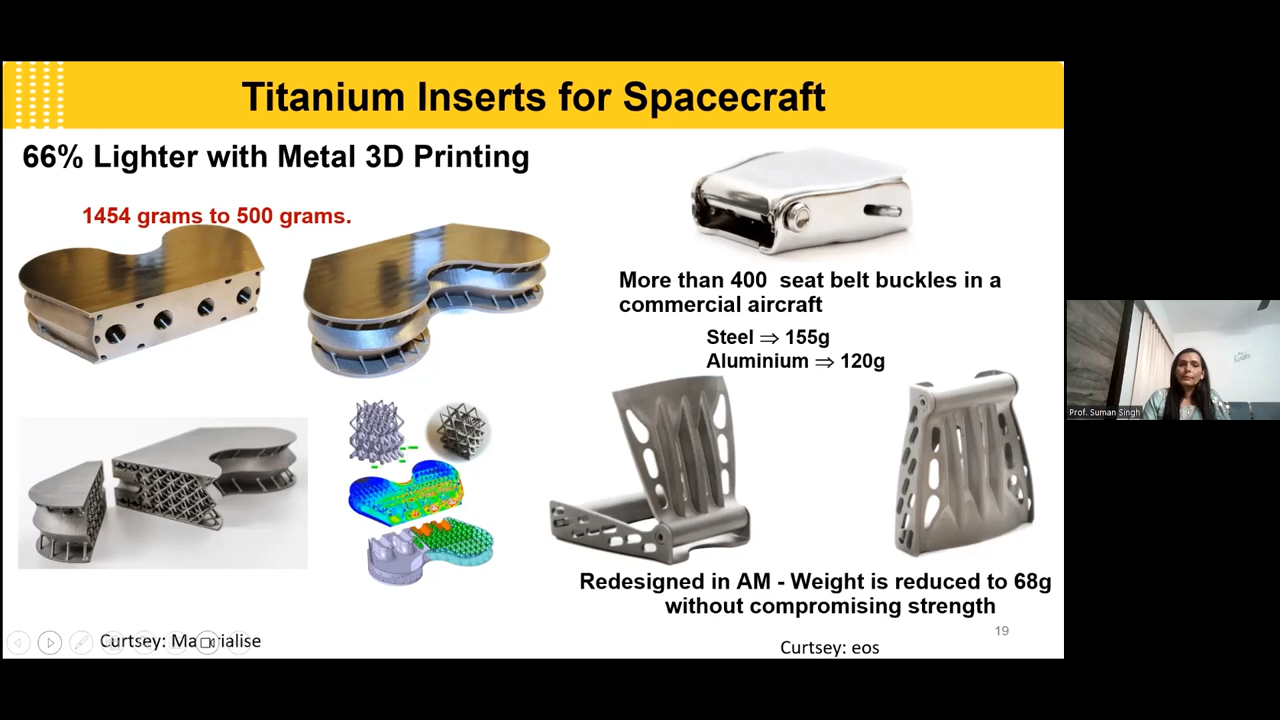 Titanium Inserts for Spacecraft
66% Lighter with Metal 3D Printing
1454 grams to 500 grams.
More than 400 seat belt buckles in a
commercial aircraft
Steel ⇒ 155g
Aluminium ⇒ 120g
Redesigned in AM - Weight is reduced to 68g
without compromising strength
19
Curtsey: Materialise
Curtsey: eos
Prof. Suman Singh